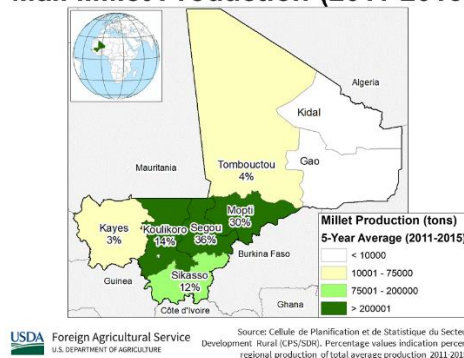 Mali Millet Production (2011-2015)
Algeria
Kidal
Gao
Mauritania
Tombouctou
4%
Mopti
30%
Segou
36%
Koulikoro
14%
Kayes
3%
Sikasso
12%
Burkina Faso
Guinea
Côte d'Ivoire
Ghana
Millet Production (tons)
5-Year Average (2011-2015)
< 10000
10001 - 75000
75001 - 200000
> 200001
USDA Foreign Agricultural Service
U.S. DEPARTMENT OF AGRICULTURE
Source: Cellule de Planification et de Statistique du Secteu
Development Rural (CPS/SDR). Percentage values indication percen
regional production of total average production 2011-201